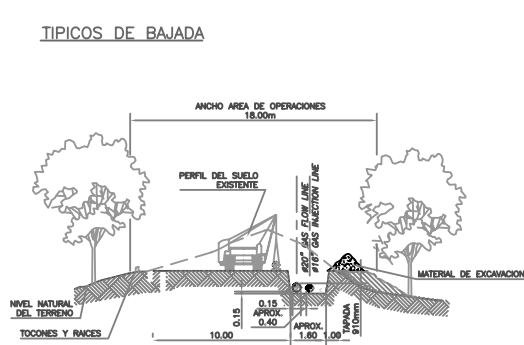 TIPICOS DE BAJADA
ANCHO AREA DE OPERACIONES
18.00m
PERFIL DEL SUELO
EXISTENTE
ø20" GAS FLOW LINE
ø16" GAS INJECTION LINE
MATERIAL DE EXCAVACION
NIVEL NATURAL
DEL TERRENO
TOCONES Y RAICES
0.15
0.15
APROX.
0.40
APROX.
TAPADA
910mm
10.00
1.60
1.00